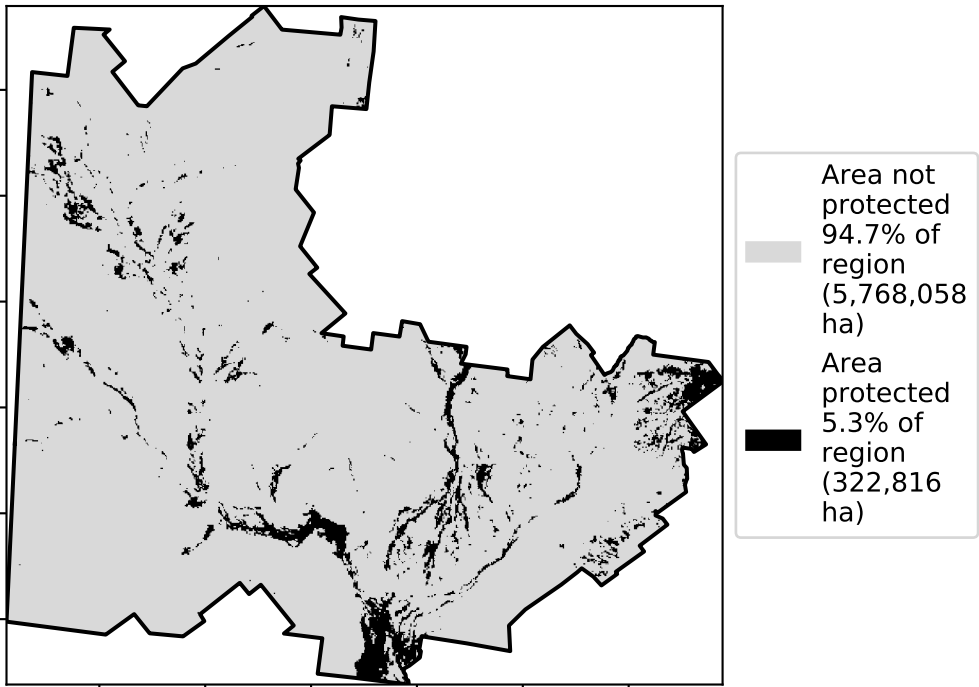 Area not
protected
94.7% of
region
(5,768,058
ha)
Area
protected
5.3% of
region
(322,816
ha)